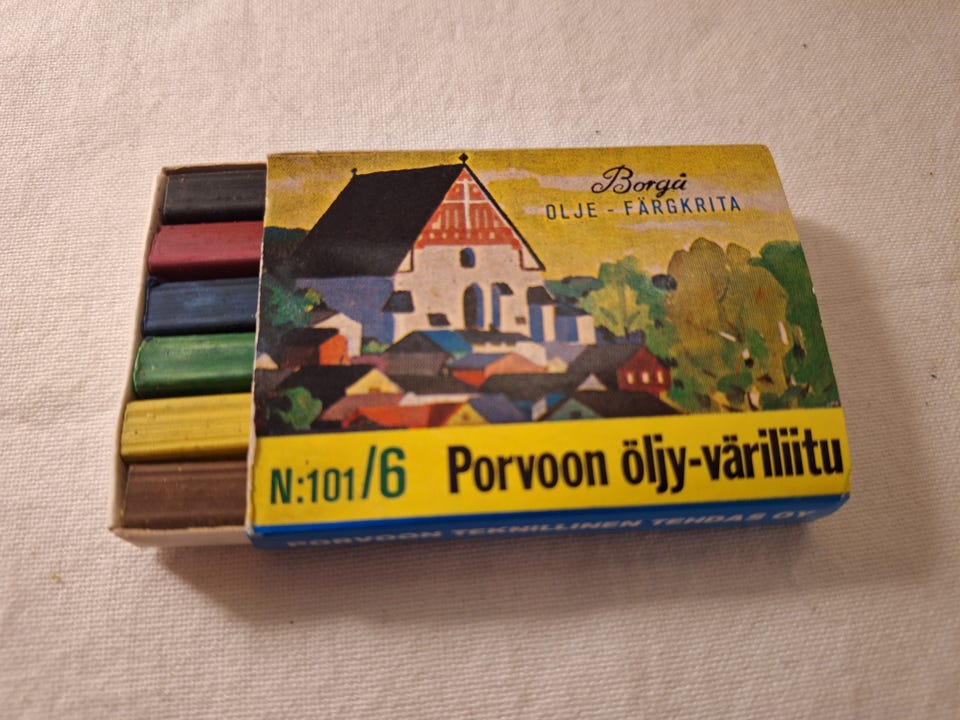 Borgå
OLJE - FÄRGKRITA
N:101/6 Porvoon öljy-väriliitu
PORVOON TEKNILLINEN TEHDAS OY